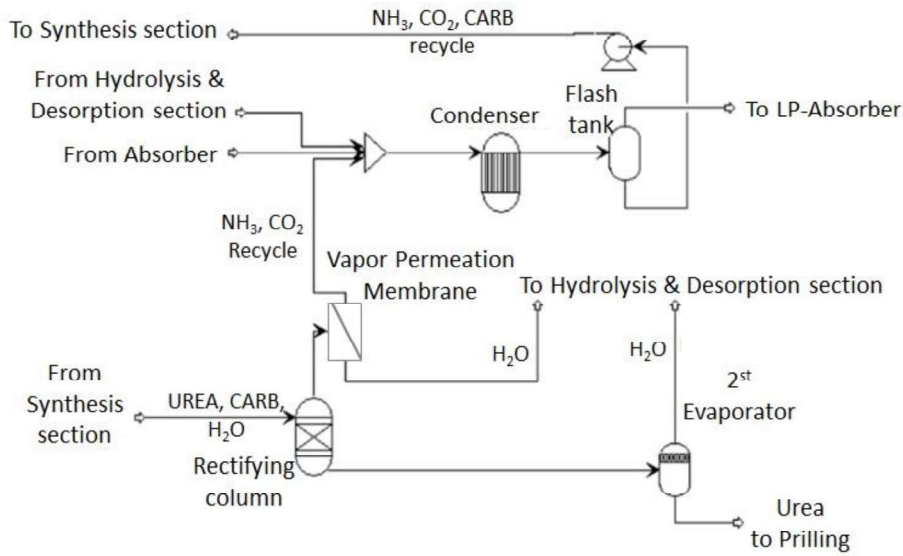 To Synthesis section
NH₃, CO₂, CARB
recycle
From Hydrolysis &
Desorption section
From Absorber
Condenser
Flash
tank
To LP-Absorber
NH₃, CO₂
Recycle
Vapor Permeation
Membrane
To Hydrolysis & Desorption section
H₂O
H₂O
2ˢᵗ
Evaporator
From
Synthesis
section
UREA, CARB,
H₂O
Rectifying
column
Urea
to Prilling